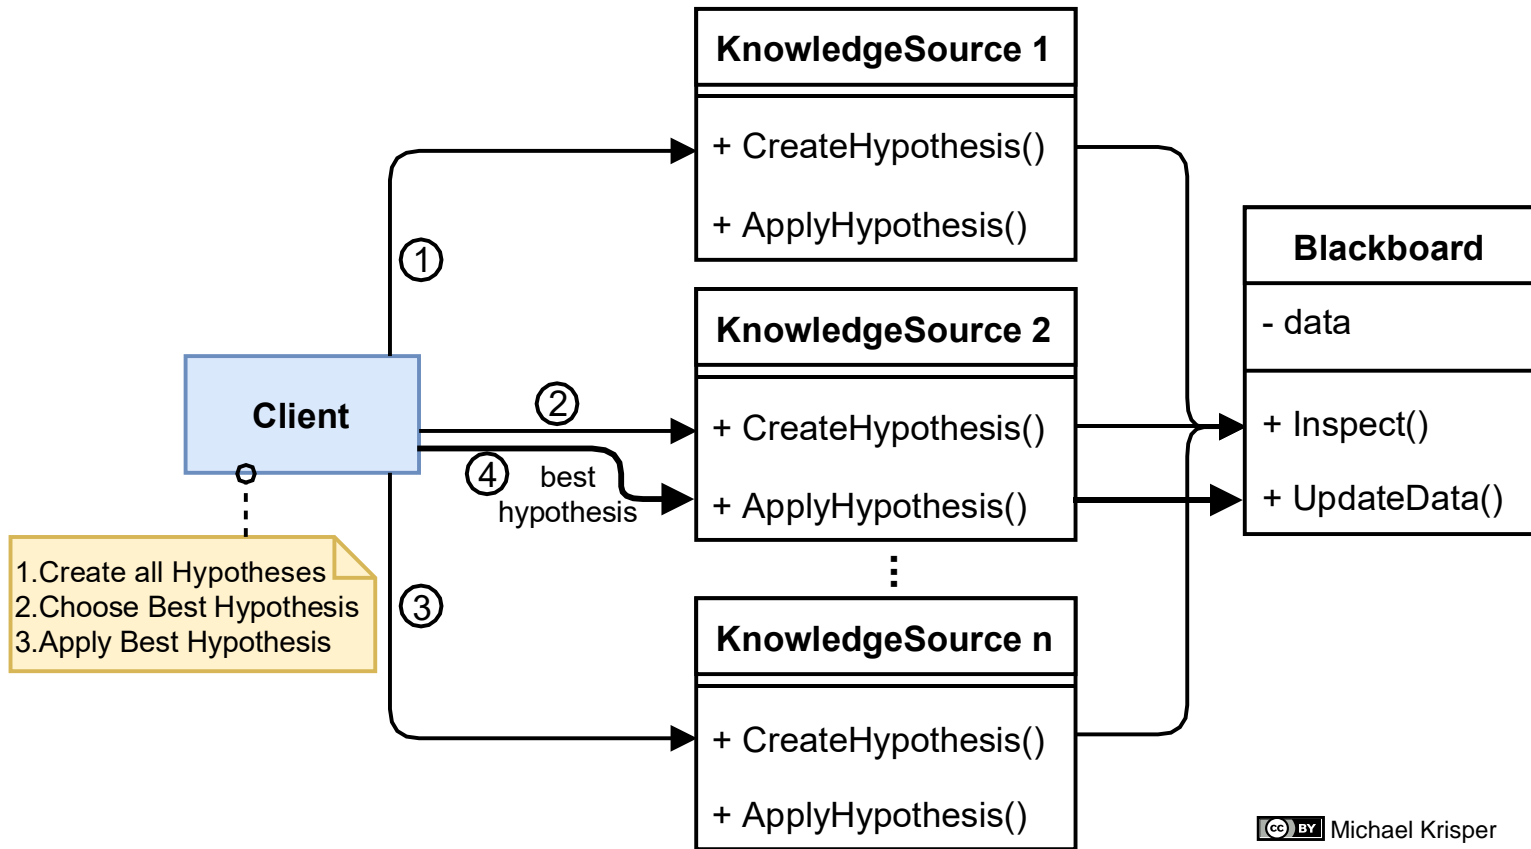 KnowledgeSource 1
+ CreateHypothesis()
+ ApplyHypothesis()
1
Blackboard
- data
+ Inspect()
+ UpdateData()
KnowledgeSource 2
+ CreateHypothesis()
+ ApplyHypothesis()
Client
2
4
best
hypothesis
1.Create all Hypotheses
2.Choose Best Hypothesis
3.Apply Best Hypothesis
3
⋮
KnowledgeSource n
+ CreateHypothesis()
+ ApplyHypothesis()
cc BY Michael Krisper